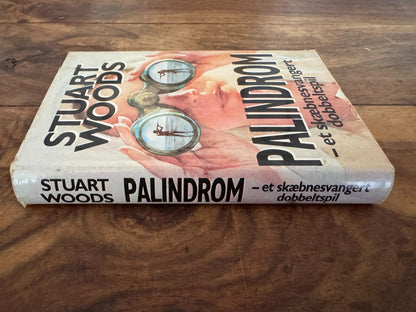 STUART
WOODS
PALINDROM
– et skæbnesvangert
dobbeltspil
STUART
WOODS
PALINDROM
– et skæbnesvangert
dobbeltspil